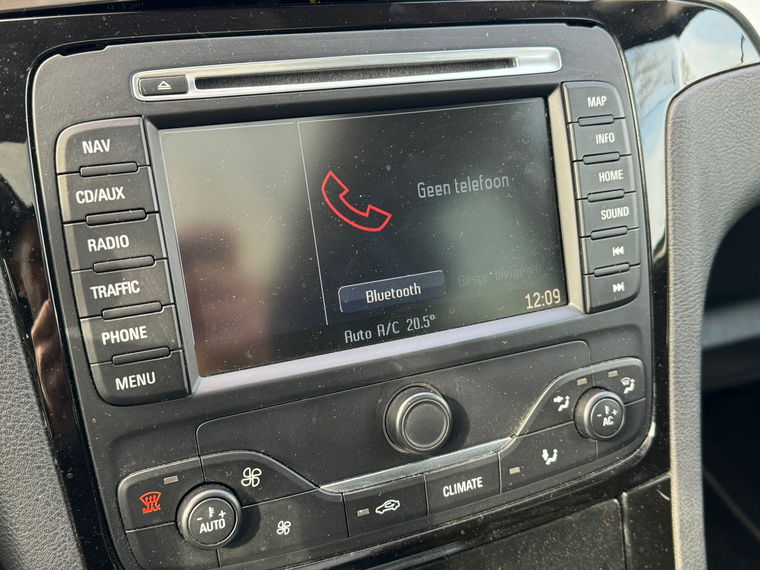 NAV
CD/AUX
RADIO
TRAFFIC
PHONE
MENU
Geen telefoon
Bluetooth
12:09
Auto A/C 20.5°
MAP
INFO
HOME
SOUND
MAX
- +
AUTO
CLIMATE
- +
AC